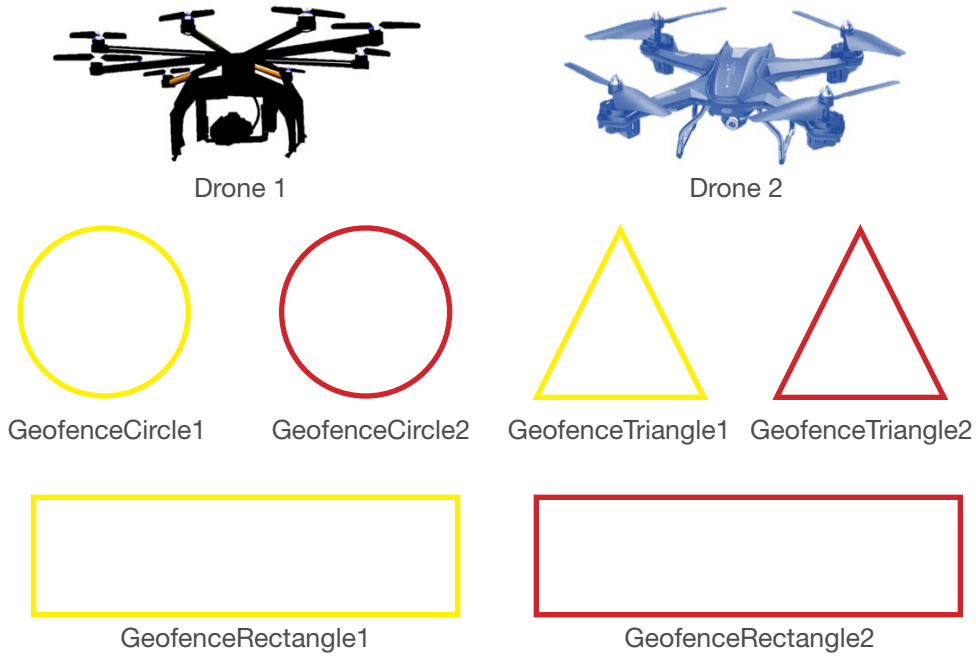 Drone 1
Drone 2
GeofenceCircle1
GeofenceCircle2
GeofenceTriangle1
GeofenceTriangle2
GeofenceRectangle1
GeofenceRectangle2